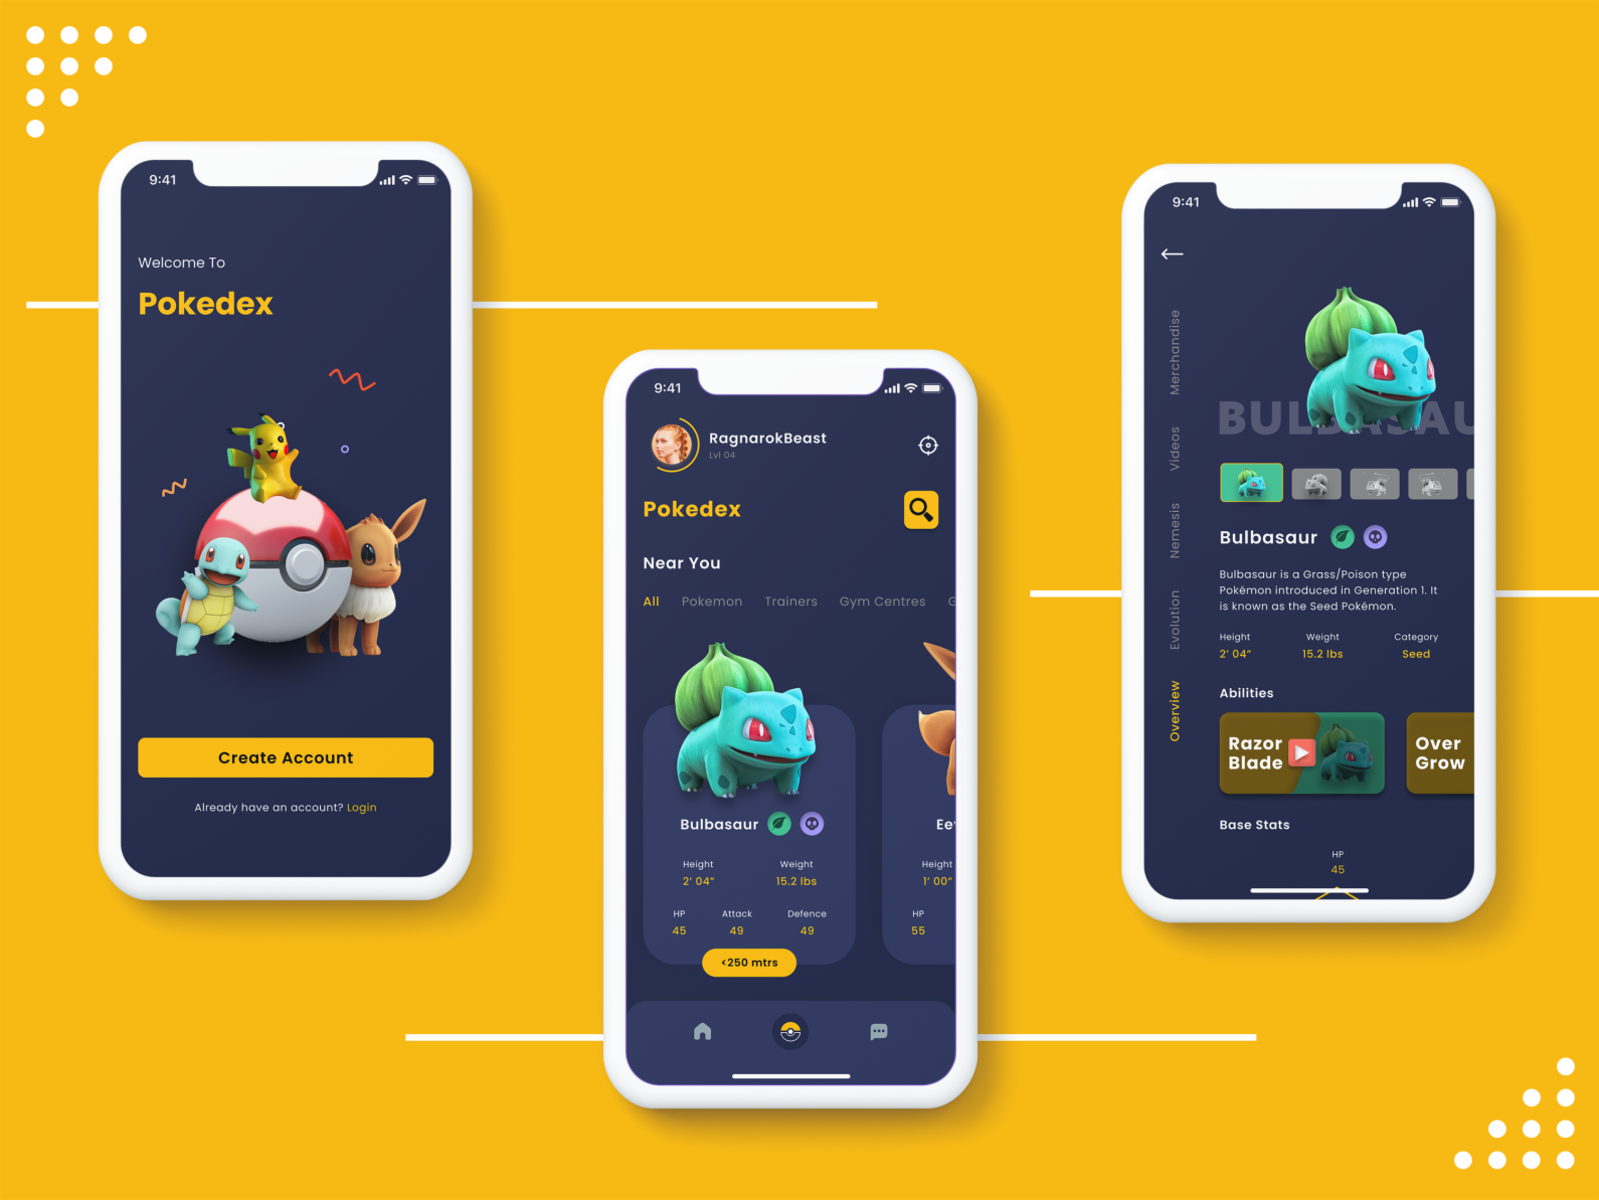 9:41
Welcome To
Pokedex
Create Account
Already have an account? Login
9:41
RagnarokBeast
Lvl 04
Pokedex
Near You
All Pokemon Trainers Gym Centres G
Bulbasaur
Height Weight
2' 04" 15.2 lbs
HP Attack Defence
45 49 49
<250 mtrs
Ee
Height
1' 00"
HP
55
9:41
Merchandise
Videos
Nemesis
Evolution
Overview
BULBASAU
Bulbasaur
Bulbasaur is a Grass/Poison type
Pokémon introduced in Generation 1. It
is known as the Seed Pokémon.
Height Weight Category
2' 04" 15.2 lbs Seed
Abilities
Razor
Blade
Over
Grow
Base Stats
HP
45